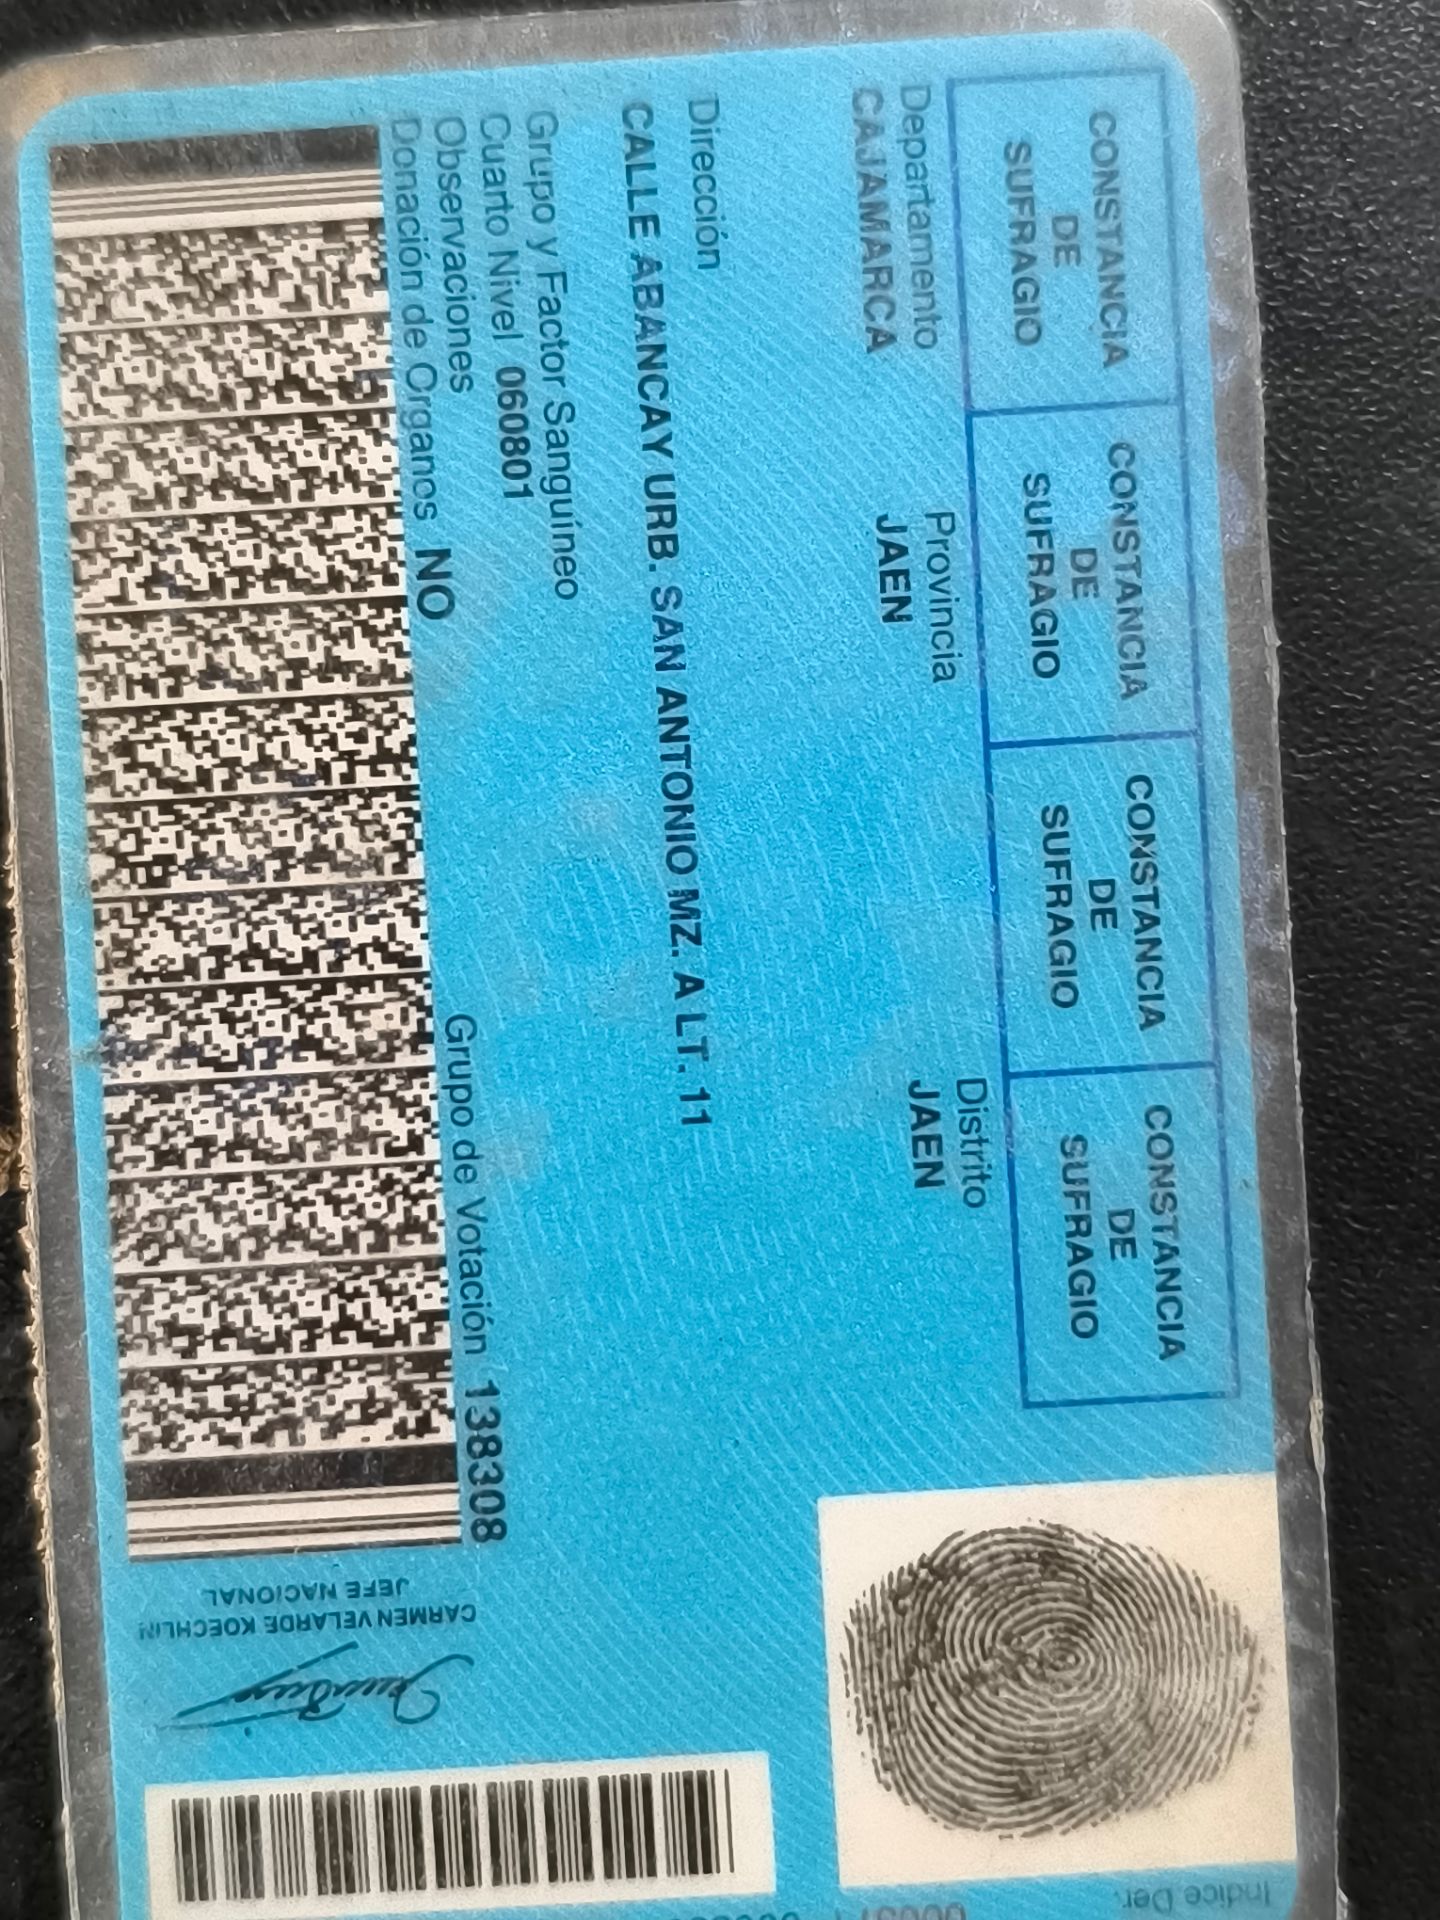 CONSTANCIA
DE
SUFRAGIO
CONSTANCIA
DE
SUFRAGIO
CONSTANCIA
DE
SUFRAGIO
CONSTANCIA
DE
SUFRAGIO
Departamento Provincia Distrito
CAJAMARCA JAEN JAEN
Dirección
CALLE ABANCAY URB. SAN ANTONIO MZ. A LT. 11
Grupo y Factor Sanguíneo
Cuarto Nivel 060801
Observaciones
Donación de Organos NO Grupo de Votación 138308
Indice Der.
CARMEN VELARDE KOECHLIN
JEFE NACIONAL